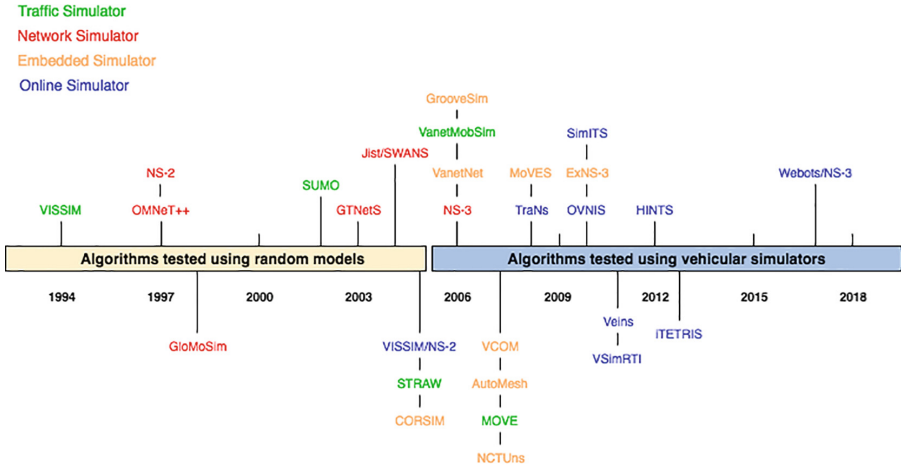 Traffic Simulator
Network Simulator
Embedded Simulator
Online Simulator
GrooveSim
VanetMobSim
SimITS
Jist/SWANS
NS-2
VanetNet
MoVES
ExNS-3
Webots/NS-3
SUMO
VISSIM
OMNeT++
GTNetS
NS-3
TraNs
OVNIS
HINTS
Algorithms tested using random models
Algorithms tested using vehicular simulators
1994
1997
2000
2003
2006
2009
2012
2015
2018
Veins
iTETRIS
GloMoSim
VISSIM/NS-2
VCOM
VSimRTI
STRAW
AutoMesh
CORSIM
MOVE
NCTUns